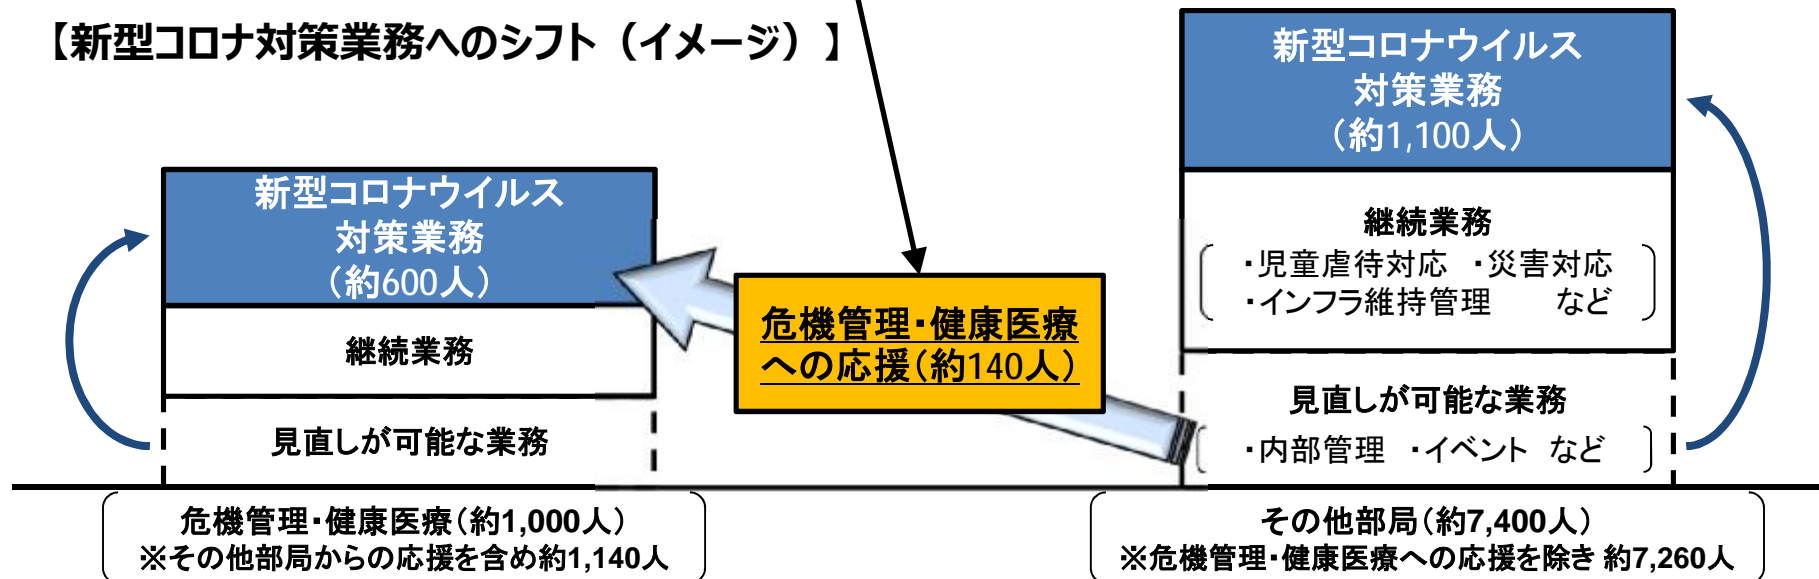 【新型コロナ対策業務へのシフト（イメージ）】
新型コロナウイルス
対策業務
（約600人）
継続業務
見直しが可能な業務
危機管理・健康医療（約1,000人）
※その他部局からの応援を含め約1,140人
危機管理・健康医療
への応援（約140人）
新型コロナウイルス
対策業務
（約1,100人）
継続業務
・児童虐待対応　・災害対応
・インフラ維持管理　　など
見直しが可能な業務
・内部管理　・イベント　など
その他部局（約7,400人）
※危機管理・健康医療への応援を除き 約7,260人